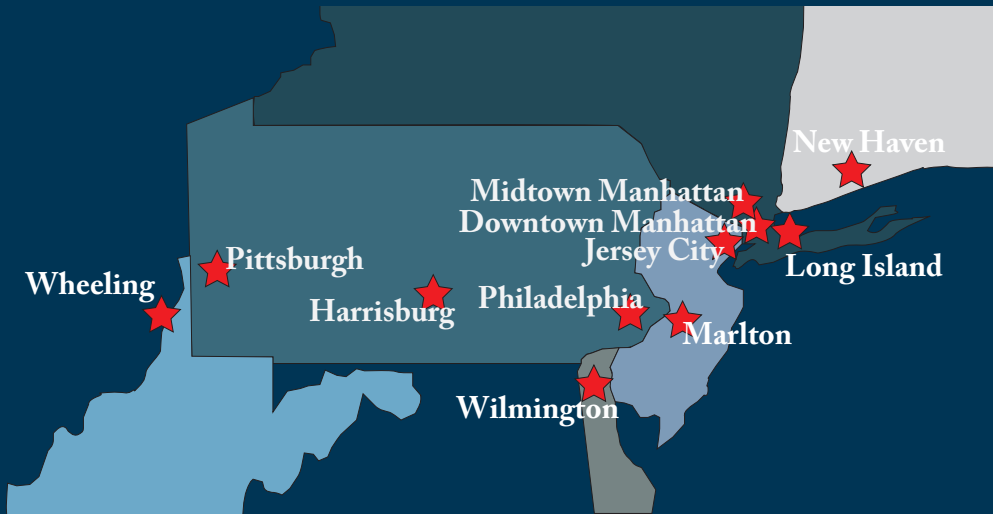 New Haven
Midtown Manhattan
Downtown Manhattan
Jersey City
Pittsburgh
Long Island
Wheeling
Harrisburg
Philadelphia
Marlton
Wilmington